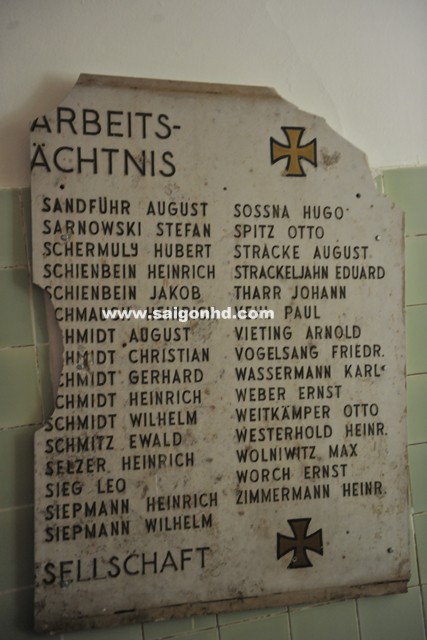 ARBEITS-
ÄCHTNIS
SANDFÜHR AUGUST
SARNOWSKI STEFAN
SCHERMULY HUBERT
SCHIENBEIN HEINRICH
SCHIENBEIN JAKOB
CHMIDT AUGUST
CHMIDT CHRISTIAN
CHMIDT GERHARD
SCHMIDT HEINRICH
SCHMIDT WILHELM
SCHMITZ EWALD
SELZER HEINRICH
SIEG LEO
SIEPMANN HEINRICH
SIEPMANN WILHELM
SOSSNA HUGO
SPITZ OTTO
STRACKE AUGUST
STRACKELJAHN EDUARD
THARR JOHANN
PAUL
VIETING ARNOLD
VOGELSANG FRIEDR.
WASSERMANN KARL
WEBER ERNST
WEITKÄMPER OTTO
WESTERHOLD HEINR.
WOLNIWITZ MAX
WORCH ERNST
ZIMMERMANN HEINR.
SELLSCHAFT
www.saigonhd.com